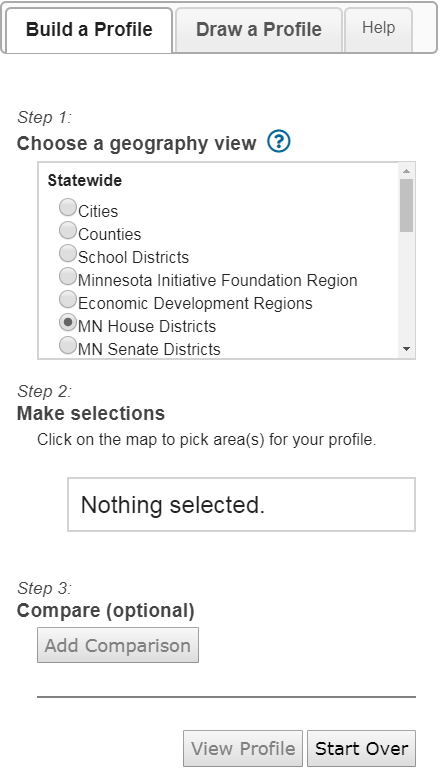 Build a Profile Draw a Profile Help
Step 1:
Choose a geography view ?
Statewide
Cities
Counties
School Districts
Minnesota Initiative Foundation Region
Economic Development Regions
MN House Districts
MN Senate Districts
Step 2:
Make selections
Click on the map to pick area(s) for your profile.
Nothing selected.
Step 3:
Compare (optional)
Add Comparison
View Profile Start Over